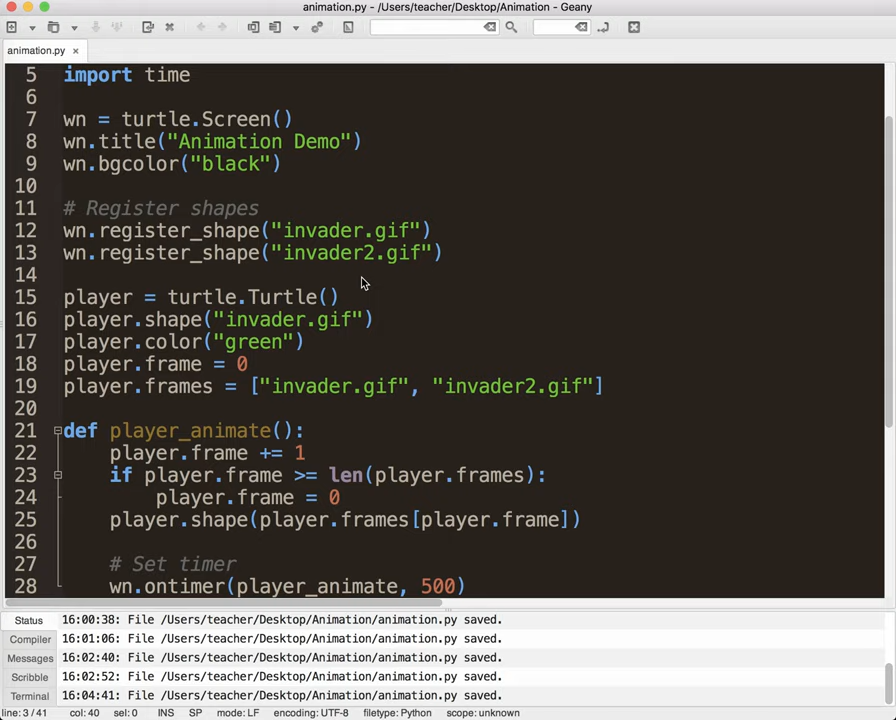 animation.py - /Users/teacher/Desktop/Animation - Geany
animation.py ×
5 import time
6
7 wn = turtle.Screen()
8 wn.title("Animation Demo")
9 wn.bgcolor("black")
10
11 # Register shapes
12 wn.register_shape("invader.gif")
13 wn.register_shape("invader2.gif")
14
15 player = turtle.Turtle()
16 player.shape("invader.gif")
17 player.color("green")
18 player.frame = 0
19 player.frames = ["invader.gif", "invader2.gif"]
20
21 def player_animate():
22 player.frame += 1
23 if player.frame >= len(player.frames):
24 player.frame = 0
25 player.shape(player.frames[player.frame])
26
27 # Set timer
28 wn.ontimer(player_animate, 500)
Status
Compiler
Messages
Scribble
Terminal
16:00:38: File /Users/teacher/Desktop/Animation/animation.py saved.
16:01:06: File /Users/teacher/Desktop/Animation/animation.py saved.
16:02:40: File /Users/teacher/Desktop/Animation/animation.py saved.
16:02:52: File /Users/teacher/Desktop/Animation/animation.py saved.
16:04:41: File /Users/teacher/Desktop/Animation/animation.py saved.
line: 3 / 41 col: 40 sel: 0 INS SP mode: LF encoding: UTF-8 filetype: Python scope: unknown